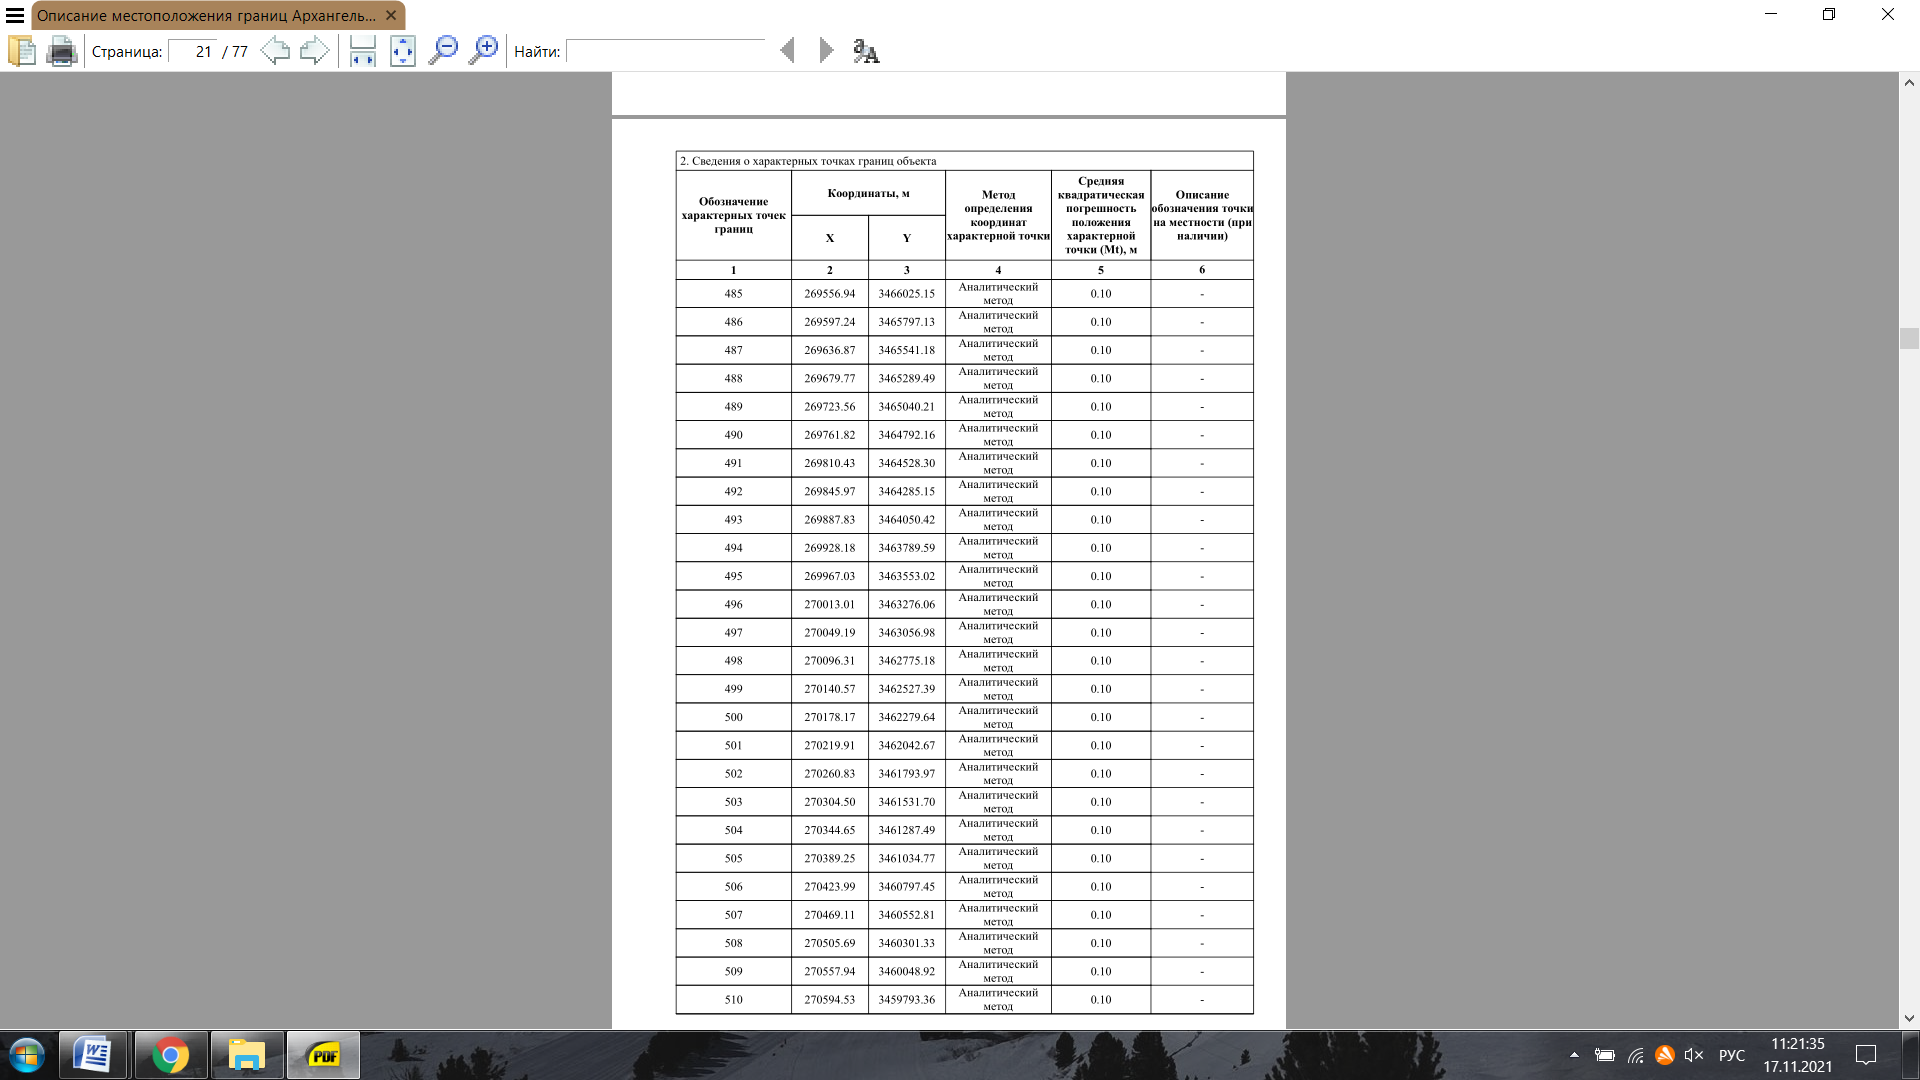 Описание местоположения границ Архангель...
Страница: 21 / 77 Найти:
2. Сведения о характерных точках границ объекта
Обозначение характерных точек границ
Координаты, м
X
Y
Метод определения координат характерной точки
Средняя квадратическая погрешность положения характерной точки (Mt), м
Описание обозначения точки на местности (при наличии)
1 2 3 4 5 6
485 269556.94 3466025.15 Аналитический метод 0.10 -
486 269597.24 3465797.13 Аналитический метод 0.10 -
487 269636.87 3465541.18 Аналитический метод 0.10 -
488 269679.77 3465289.49 Аналитический метод 0.10 -
489 269723.56 3465040.21 Аналитический метод 0.10 -
490 269761.82 3464792.16 Аналитический метод 0.10 -
491 269810.43 3464528.30 Аналитический метод 0.10 -
492 269845.97 3464285.15 Аналитический метод 0.10 -
493 269887.83 3464050.42 Аналитический метод 0.10 -
494 269928.18 3463789.59 Аналитический метод 0.10 -
495 269967.03 3463553.02 Аналитический метод 0.10 -
496 270013.01 3463276.06 Аналитический метод 0.10 -
497 270049.19 3463056.98 Аналитический метод 0.10 -
498 270096.31 3462775.18 Аналитический метод 0.10 -
499 270140.57 3462527.39 Аналитический метод 0.10 -
500 270178.17 3462279.64 Аналитический метод 0.10 -
501 270219.91 3462042.67 Аналитический метод 0.10 -
502 270260.83 3461793.97 Аналитический метод 0.10 -
503 270304.50 3461531.70 Аналитический метод 0.10 -
504 270344.65 3461287.49 Аналитический метод 0.10 -
505 270389.25 3461034.77 Аналитический метод 0.10 -
506 270423.99 3460797.45 Аналитический метод 0.10 -
507 270469.11 3460552.81 Аналитический метод 0.10 -
508 270505.69 3460301.33 Аналитический метод 0.10 -
509 270557.94 3460048.92 Аналитический метод 0.10 -
510 270594.53 3459793.36 Аналитический метод 0.10 -
PDF
РУС
11:21:35
17.11.2021